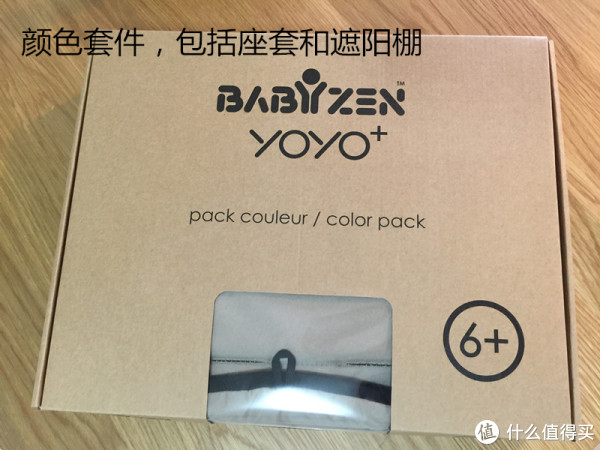 颜色套件，包括座套和遮阳棚
BABYZEN™
YOYO+
pack couleur / color pack
6+
值 什么值得买